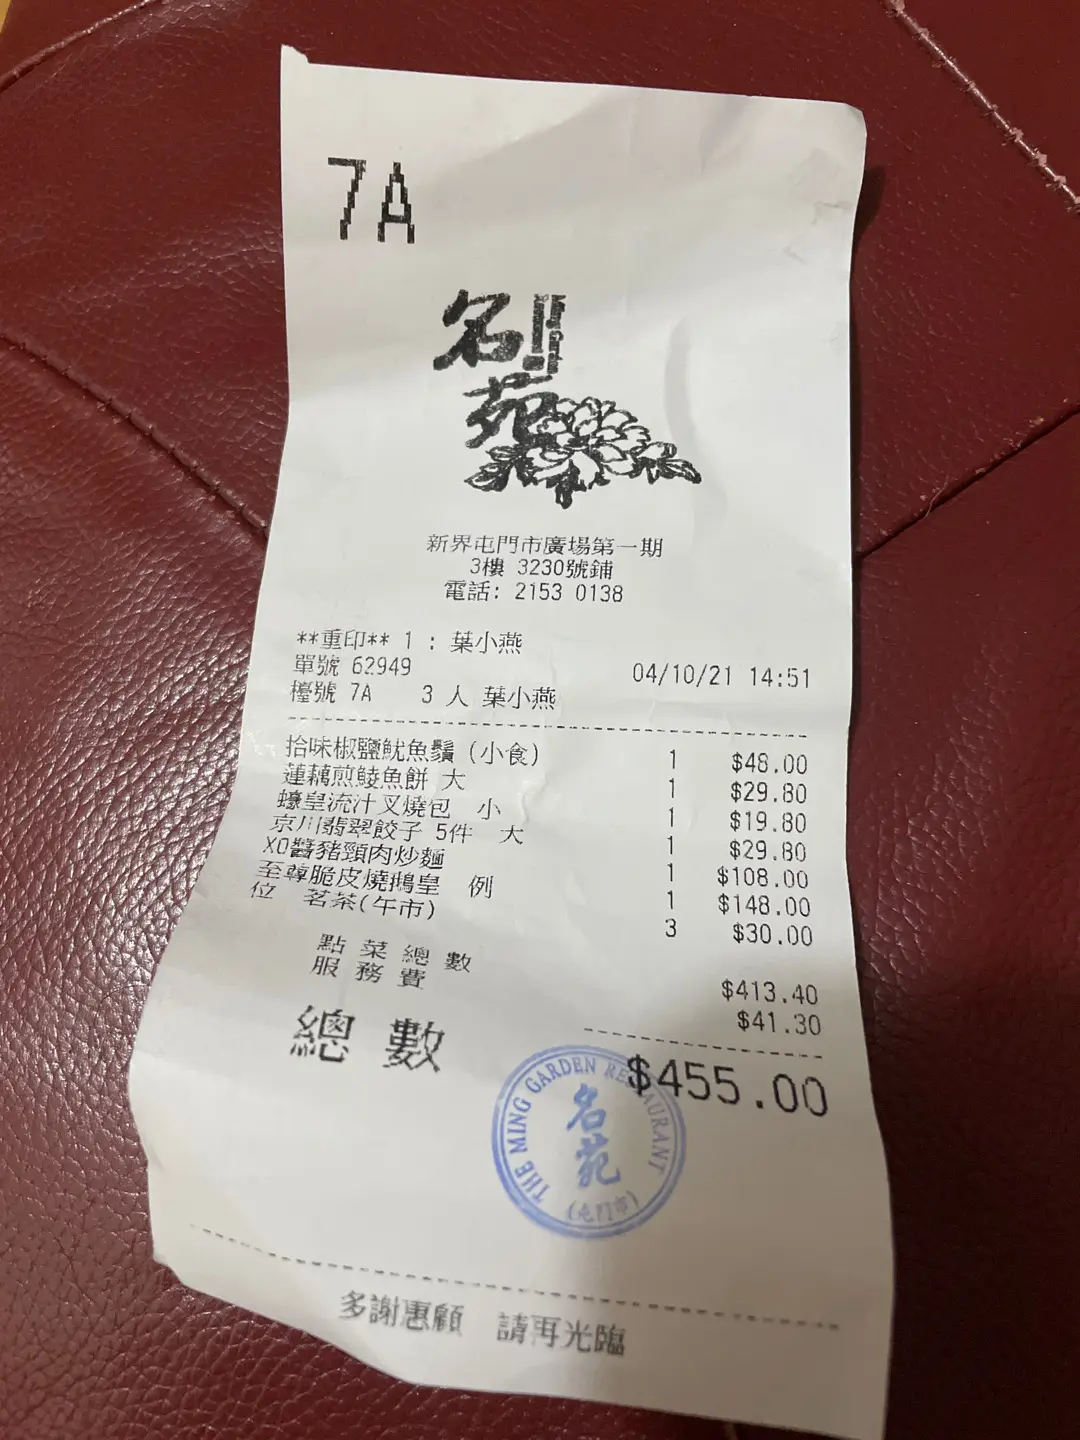 7A
名苑
Ming Garden
新界屯門市廣場第一期
3樓 3230號鋪
電話: 2153 0138
**重印** 1 : 葉小燕
單號 62949 04/10/21 14:51
檯號 7A 3 人 葉小燕
拾味椒鹽魷魚鬚 (小食) 1 $48.00
蓮藕煎鯪魚餅 大 1 $29.80
蠔皇流汁叉燒包 小 1 $19.80
京川翡翠餃子 5件 大 1 $29.80
XO醬豬頸肉炒麵 1 $108.00
至尊脆皮燒鵝皇 例 1 $148.00
位 茗茶(午市) 3 $30.00
點菜總數 $413.40
服務費 $41.30
總數 $455.00
THE MING GARDEN RESTAURANT
名苑
(屯門市)
多謝惠顧 請再光臨